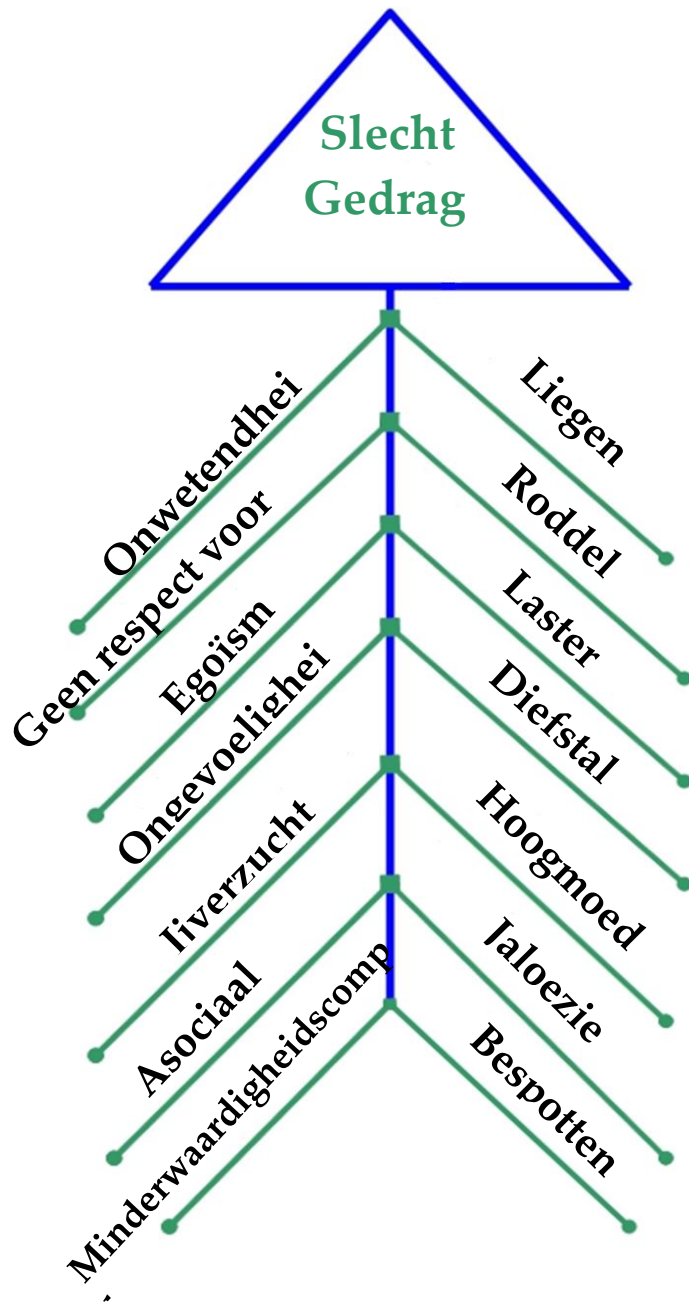 Slecht
Gedrag
Onwetendhei
Geen respect voor
Egoïsm
Ongevoelighei
Iiverzucht
Asociaal
Minderwaardigheidscomp
Liegen
Roddel
Laster
Diefstal
Hoogmoed
Jaloezie
Bespotten